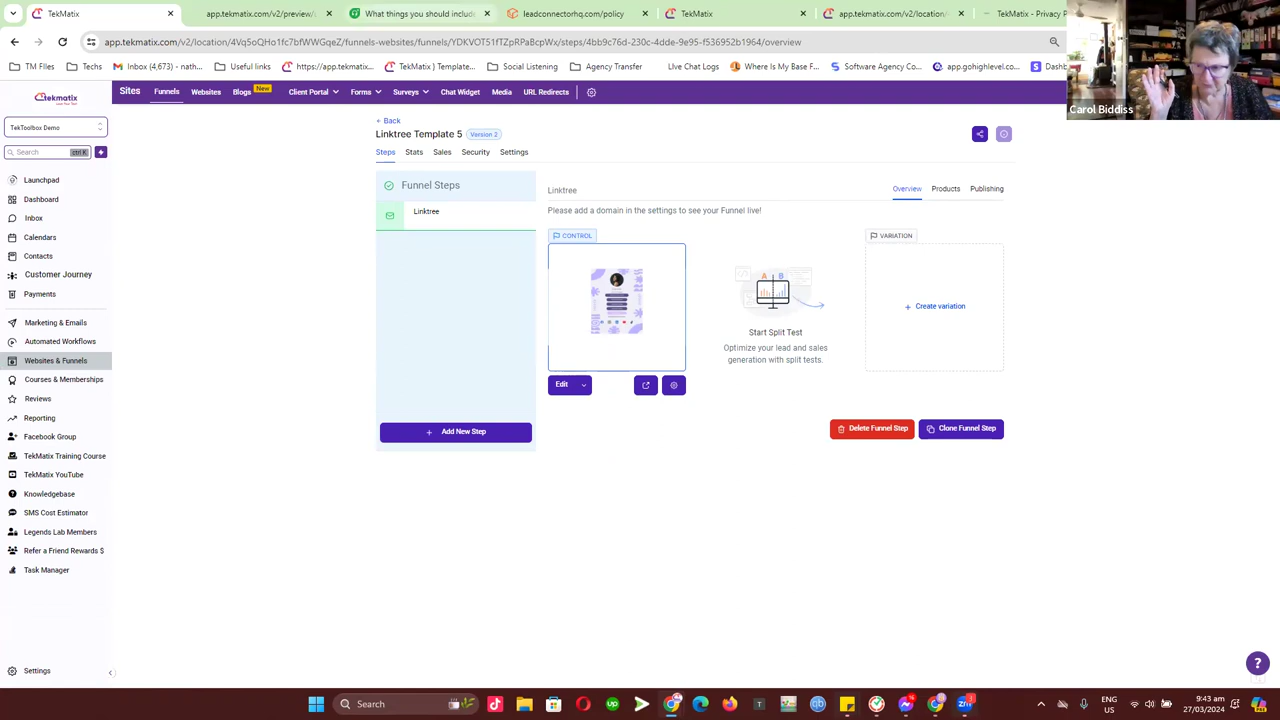 TekMatix
app.tekmatix.com/v2/preview/
What things you should includ
leadconnectorhq.com/policy
TekMatix
app.tekmatix.com/v2/location/
TekMatix - Privacy P
app.tekmatix.com/v2/location/4Vq5oQHo1fc7bfWWGqeZ/funnels-websites/
/steps/4bb9c76d-230c-4dde-9e95-f536952b1964/overview
TM Files
Techs
Inbox (4,673) – nath...
Useful links
https://app.tekmati...
Social Listening
Agency Transfer
Live Chat Logs
Where Is My Base P...
Software Agency Co...
app.gohighlevel.co...
Dashb
Carol Biddiss
tekmatix
Sites
Funnels
Websites
Blogs
New
Client Portal
Forms
Surveys
Chat Widget
Media
URL Redirects
TekToolbox Demo
Search
ctrl K
Launchpad
Dashboard
Inbox
Calendars
Contacts
Customer Journey
Payments
Marketing & Emails
Automated Workflows
Websites & Funnels
Courses & Memberships
Reviews
Reporting
Facebook Group
TekMatix Training Course
TekMatix YouTube
Knowledgebase
SMS Cost Estimator
Legends Lab Members
Refer a Friend Rewards $
Task Manager
Settings
Back
Linktree Template 5
Version 2
Steps
Stats
Sales
Security
Settings
Funnel Steps
Linktree
+ Add New Step
Linktree
Overview
Products
Publishing
Please add a domain in the settings to see your Funnel live!
CONTROL
VARIATION
A B
Start Split Test
Optimize your lead and sales
generation with split tests.
+ Create variation
Edit
Delete Funnel Step
Clone Funnel Step
?
Search
ENG
US
9:43 am
27/03/2024